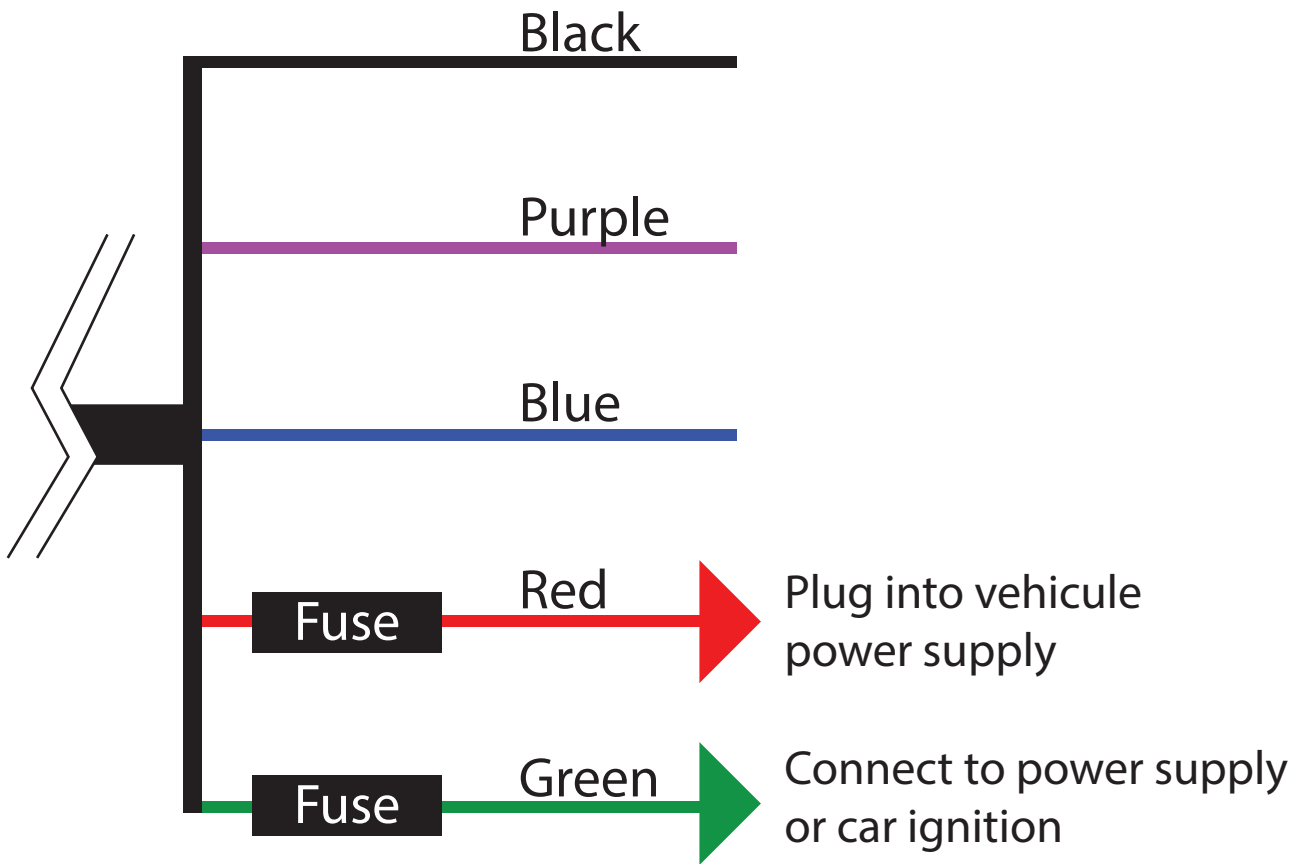 Black
Purple
Blue
Red
Fuse
Plug into vehicule
power supply
Green
Fuse
Connect to power supply
or car ignition